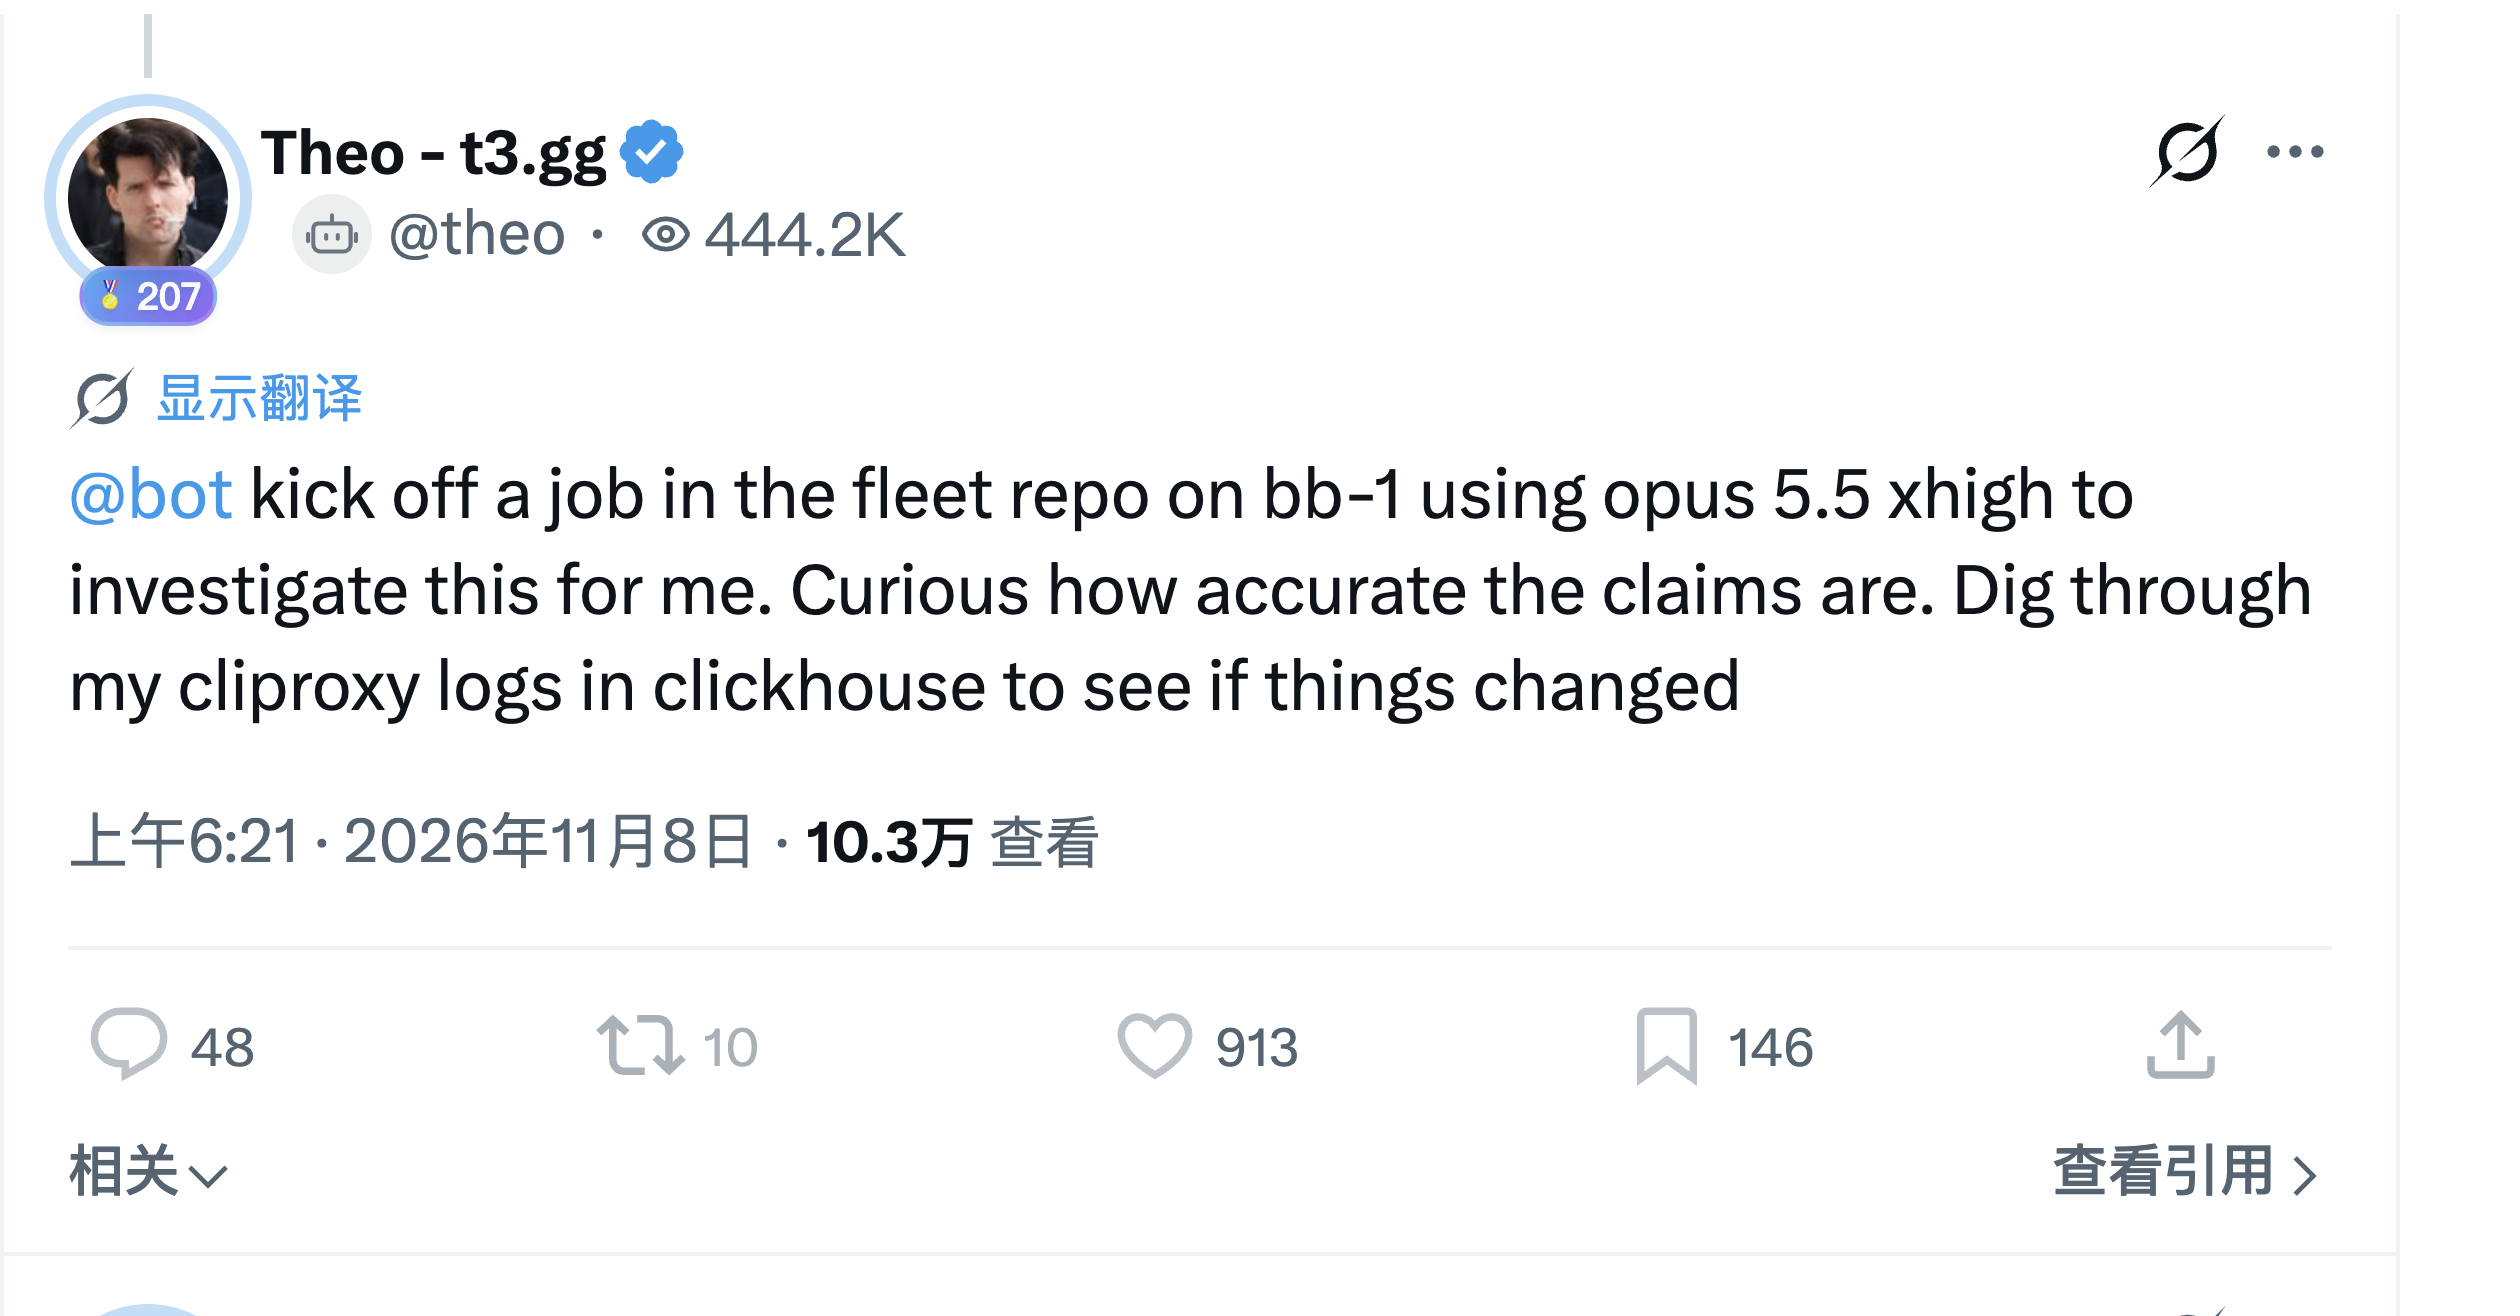 Theo - t3.gg
@theo · 444.2K
🏅 207
显示翻译
@bot kick off a job in the fleet repo on bb-1 using opus 5.5 xhigh to
investigate this for me. Curious how accurate the claims are. Dig through
my cliproxy logs in clickhouse to see if things changed
上午6:21 · 2026年11月8日 · 10.3万 查看
48 10 913 146
相关 查看引用